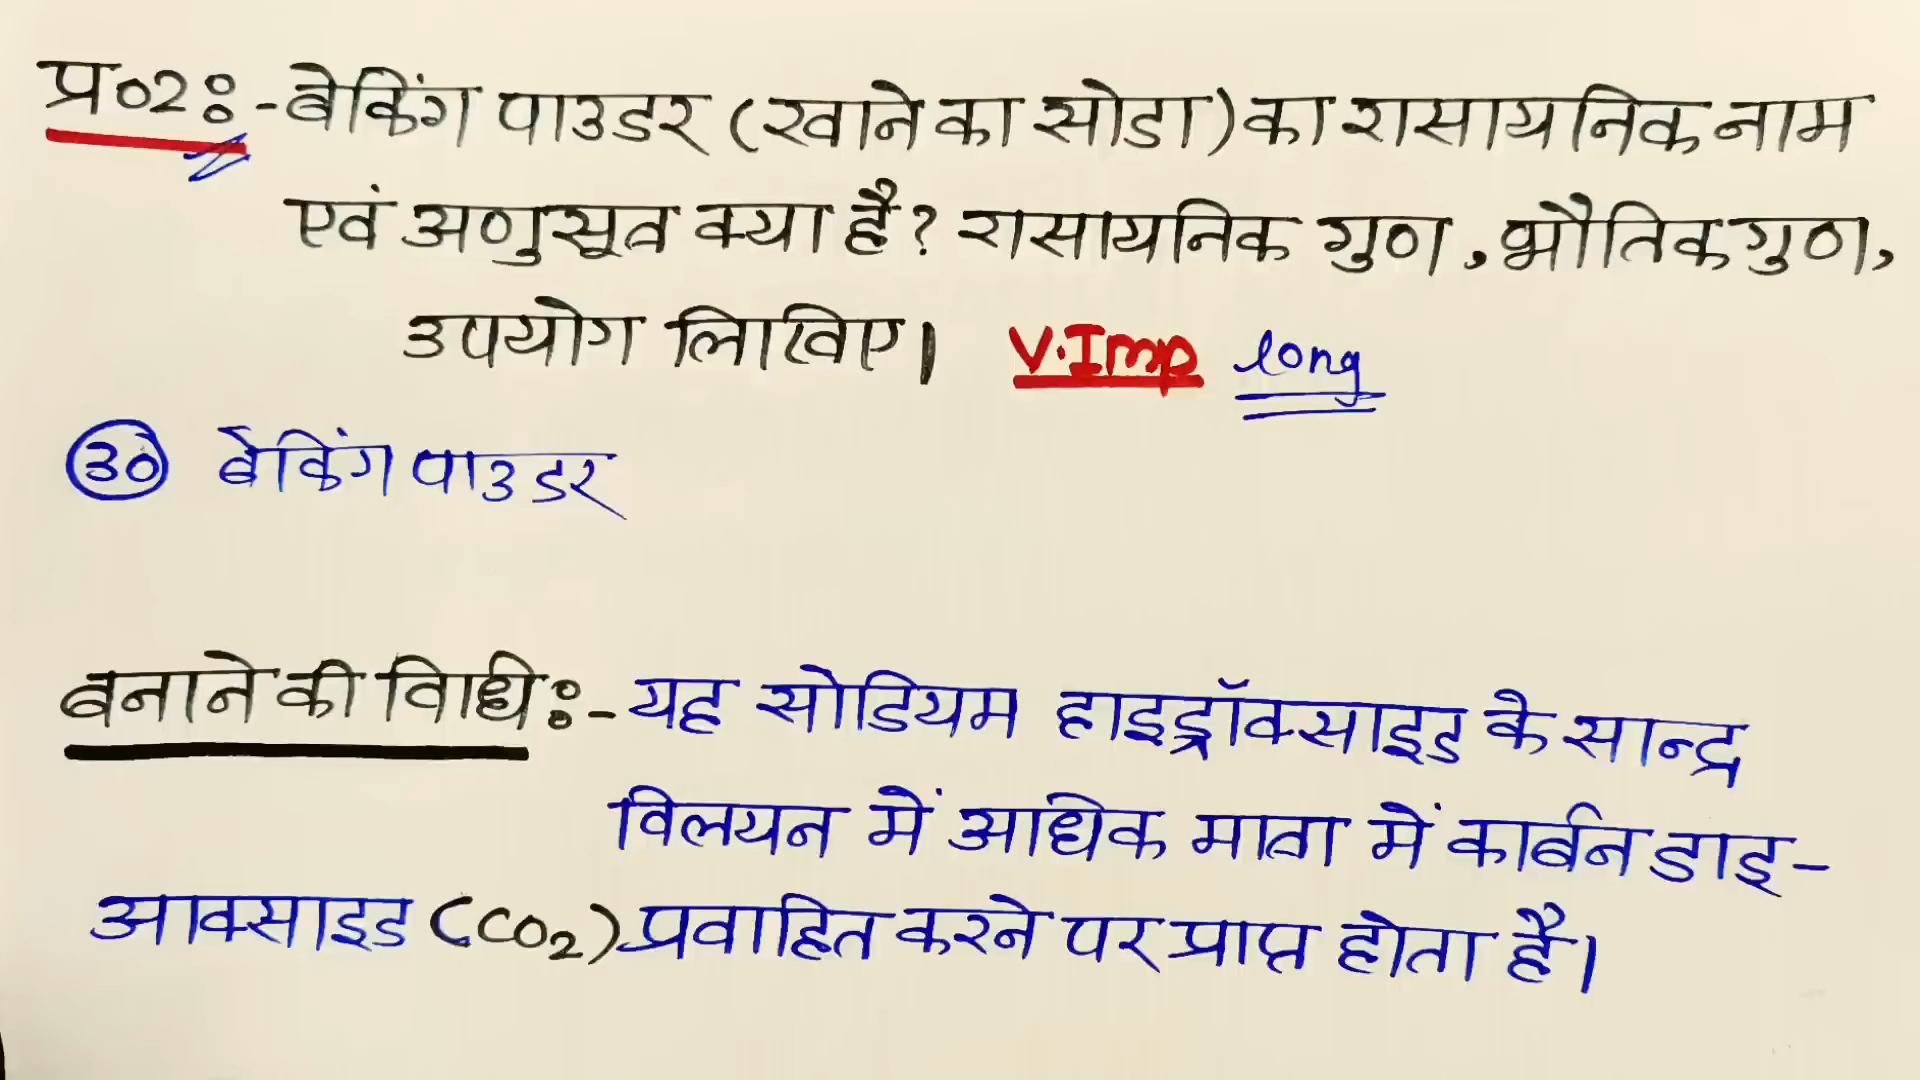 प्र०2ः- बेकिंग पाउडर (खाने का सोडा) का रासायनिक नाम
एवं अणुसूत्र क्या है? रासायनिक गुण, भौतिक गुण,
उपयोग लिखिए। V.Imp long
उ० बेकिंग पाउडर
बनाने की विधिः- यह सोडियम हाइड्रॉक्साइड के सान्द्र
विलयन में अधिक मात्रा में कार्बन डाइ-
आक्साइड (CO₂) प्रवाहित करने पर प्राप्त होता है।